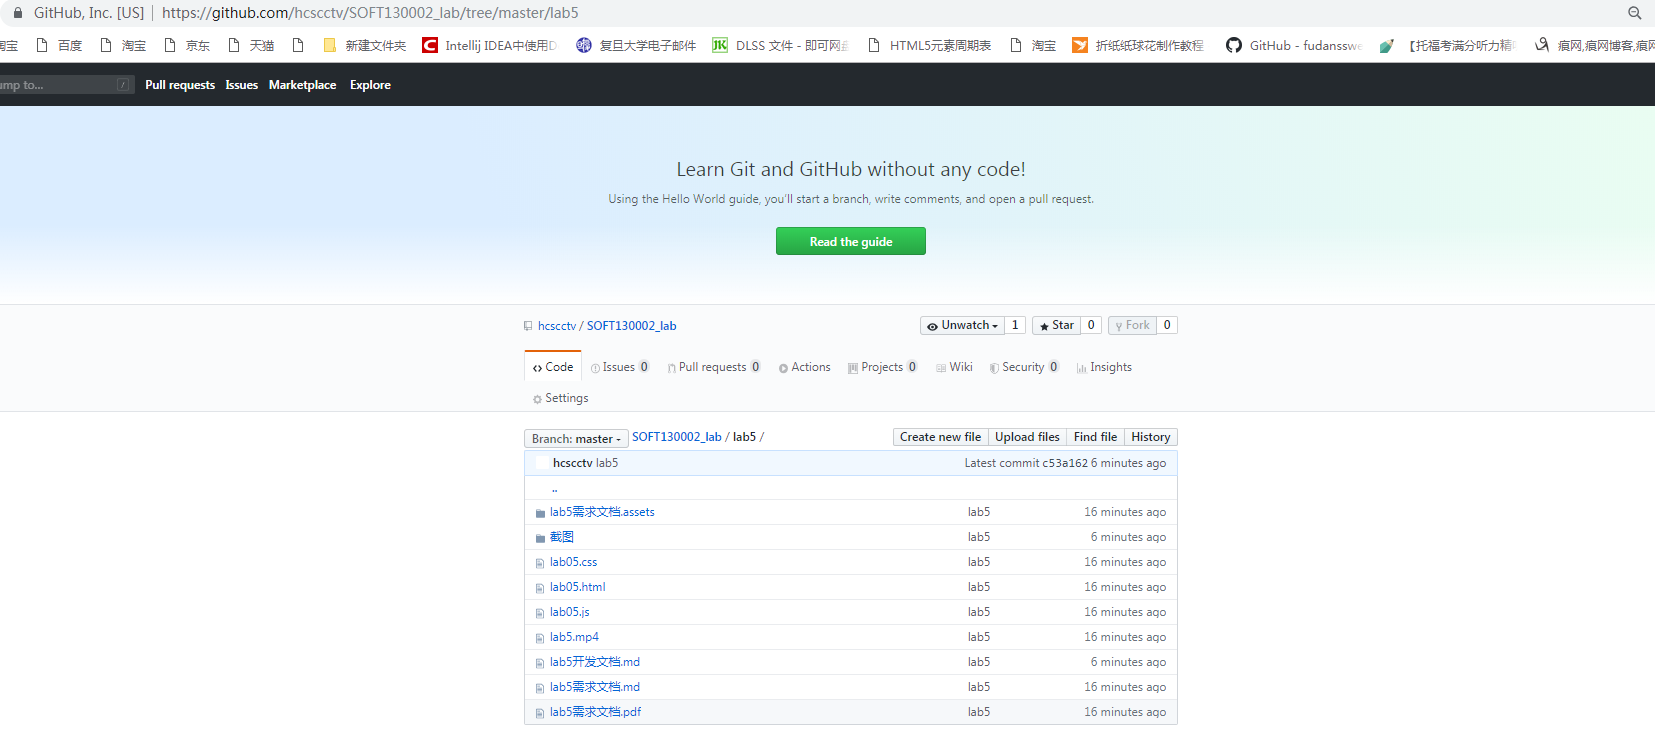 GitHub, Inc. [US] https://github.com/hcscctv/SOFT130002_lab/tree/master/lab5
淘宝 百度 淘宝 京东 天猫 新建文件夹 Intellij IDEA中使用 复旦大学电子邮件 DLSS 文件 - 即可网 HTML5元素周期表 淘宝 折纸纸球花制作教程 GitHub - fudanssw 【托福考满分听力精 痕网,痕网博客,痕网
ump to... / Pull requests Issues Marketplace Explore
Learn Git and GitHub without any code!
Using the Hello World guide, you'll start a branch, write comments, and open a pull request.
Read the guide
hcscctv / SOFT130002_lab Unwatch 1 Star 0 Fork 0
Code Issues 0 Pull requests 0 Actions Projects 0 Wiki Security 0 Insights
Settings
Branch: master SOFT130002_lab / lab5 / Create new file Upload files Find file History
hcscctv lab5 Latest commit c53a162 6 minutes ago
..
lab5需求文档.assets lab5 16 minutes ago
截图 lab5 6 minutes ago
lab05.css lab5 16 minutes ago
lab05.html lab5 16 minutes ago
lab05.js lab5 16 minutes ago
lab5.mp4 lab5 16 minutes ago
lab5开发文档.md lab5 6 minutes ago
lab5需求文档.md lab5 16 minutes ago
lab5需求文档.pdf lab5 16 minutes ago